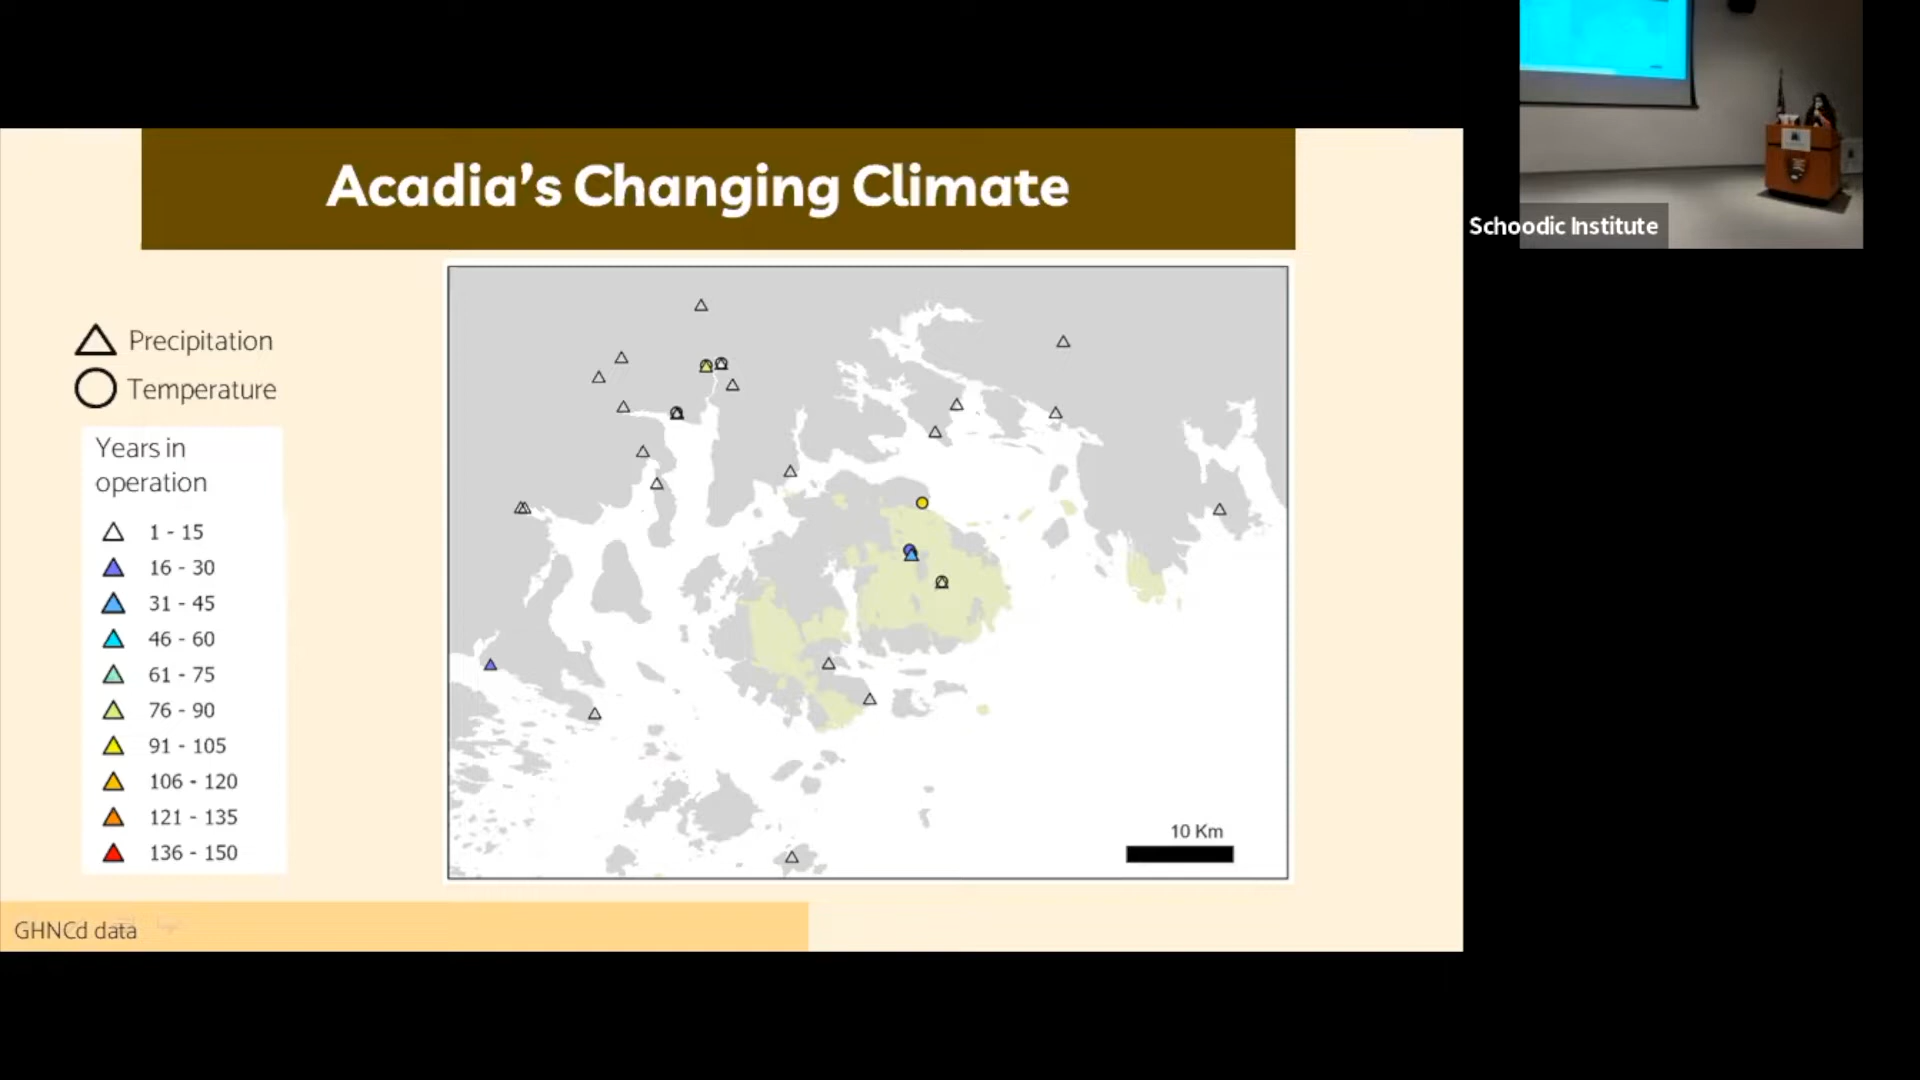 Acadia's Changing Climate
Schoodic Institute
Precipitation
Temperature
Years in
operation
1 - 15
16 - 30
31 - 45
46 - 60
61 - 75
76 - 90
91 - 105
106 - 120
121 - 135
136 - 150
10 Km
GHNCd data